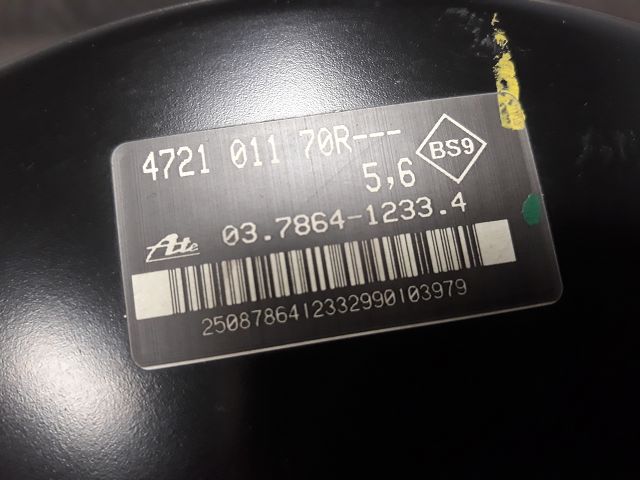 4721 011 70R---
BS9
5,6
Ate 03.7864-1233.4
2508786412332990103979